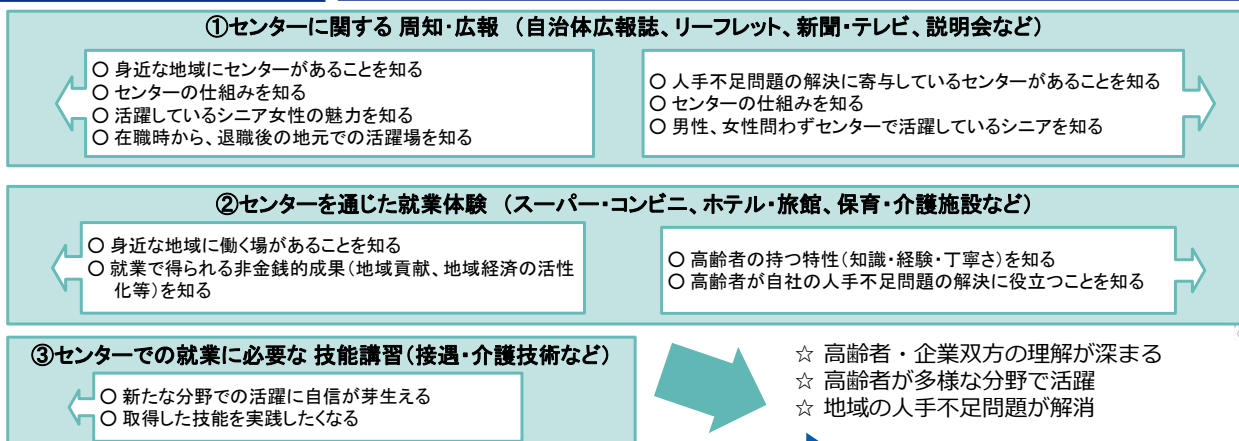 ①センターに関する 周知・広報 （自治体広報誌、リーフレット、新聞・テレビ、説明会など）
○ 身近な地域にセンターがあることを知る
○ センターの仕組みを知る
○ 活躍しているシニア女性の魅力を知る
○ 在職時から、退職後の地元での活躍場を知る
○ 人手不足問題の解決に寄与しているセンターがあることを知る
○ センターの仕組みを知る
○ 男性、女性問わずセンターで活躍しているシニアを知る
②センターを通じた就業体験 （スーパー・コンビニ、ホテル・旅館、保育・介護施設など）
○ 身近な地域に働く場があることを知る
○ 就業で得られる非金銭的成果（地域貢献、地域経済の活性
化等）を知る
○ 高齢者の持つ特性（知識・経験・丁寧さ）を知る
○ 高齢者が自社の人手不足問題の解決に役立つことを知る
③センターでの就業に必要な 技能講習（接遇・介護技術など）
○ 新たな分野での活躍に自信が芽生える
○ 取得した技能を実践したくなる
☆ 高齢者・企業双方の理解が深まる
☆ 高齢者が多様な分野で活躍
☆ 地域の人手不足問題が解消